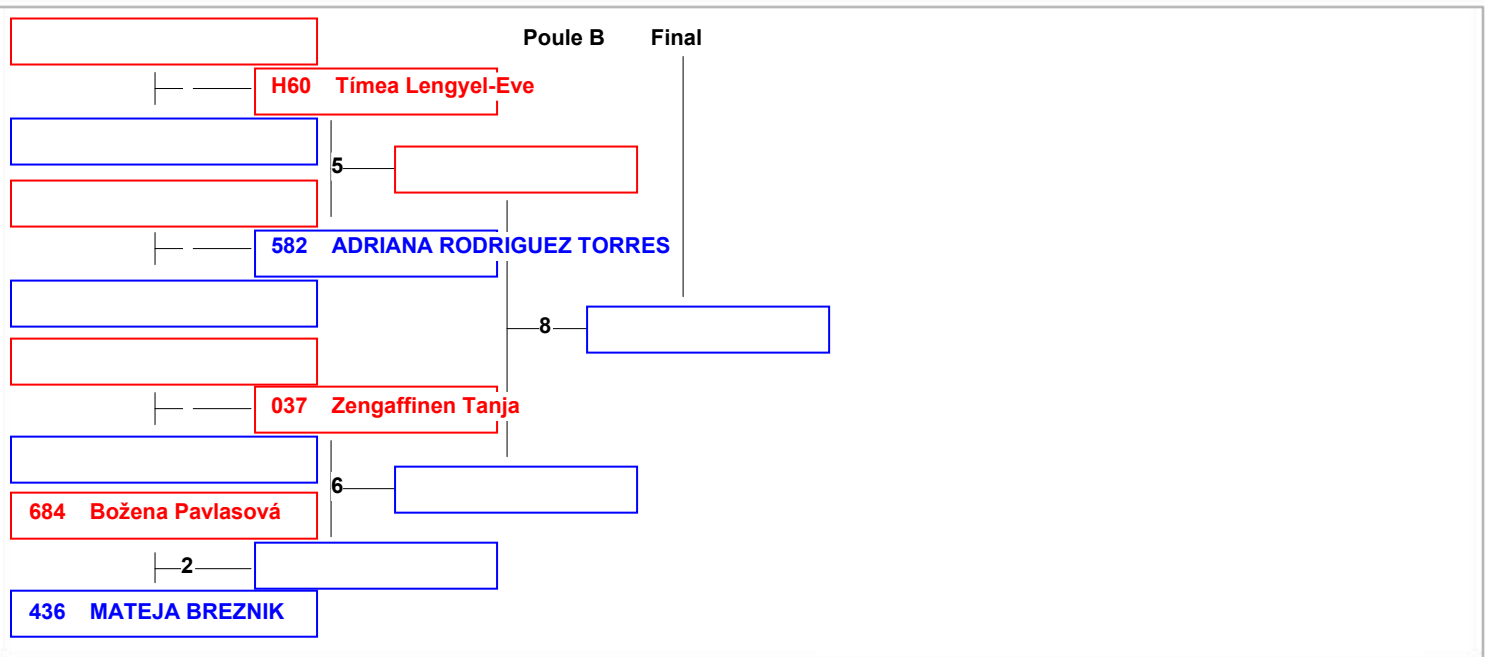 Poule B Final
H60 Tímea Lengyel-Eve
5
582 ADRIANA RODRIGUEZ TORRES
8
037 Zengaffinen Tanja
6
684 Božena Pavlasová
2
436 MATEJA BREZNIK